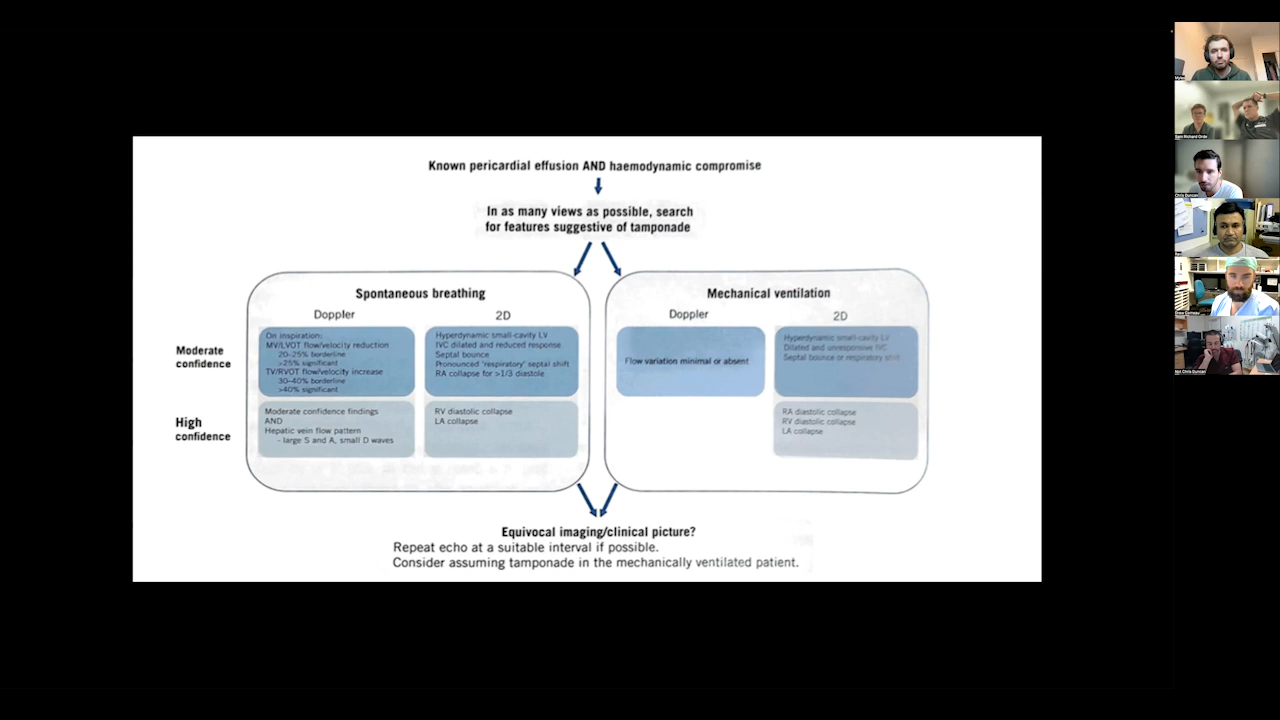 Known pericardial effusion AND haemodynamic compromise
In as many views as possible, search
for features suggestive of tamponade
Spontaneous breathing
Doppler
2D
Moderate
confidence
On inspiration:
MV/LVOT flow/velocity reduction
20–25% borderline
>25% significant
TV/RVOT flow/velocity increase
30–40% borderline
>40% significant
Hyperdynamic small-cavity LV
IVC dilated and reduced response
Septal bounce
Pronounced 'respiratory' septal shift
RA collapse for >1/3 diastole
High
confidence
Moderate confidence findings
AND
Hepatic vein flow pattern
- large S and A, small D waves
RV diastolic collapse
LA collapse
Mechanical ventilation
Doppler
2D
Flow variation minimal or absent
Hyperdynamic small-cavity LV
Dilated and unresponsive IVC
Septal bounce or respiratory shift
RA diastolic collapse
RV diastolic collapse
LA collapse
Equivocal imaging/clinical picture?
Repeat echo at a suitable interval if possible.
Consider assuming tamponade in the mechanically ventilated patient.
Sam Richard Orde
Chris Duncan
Chris Duncan